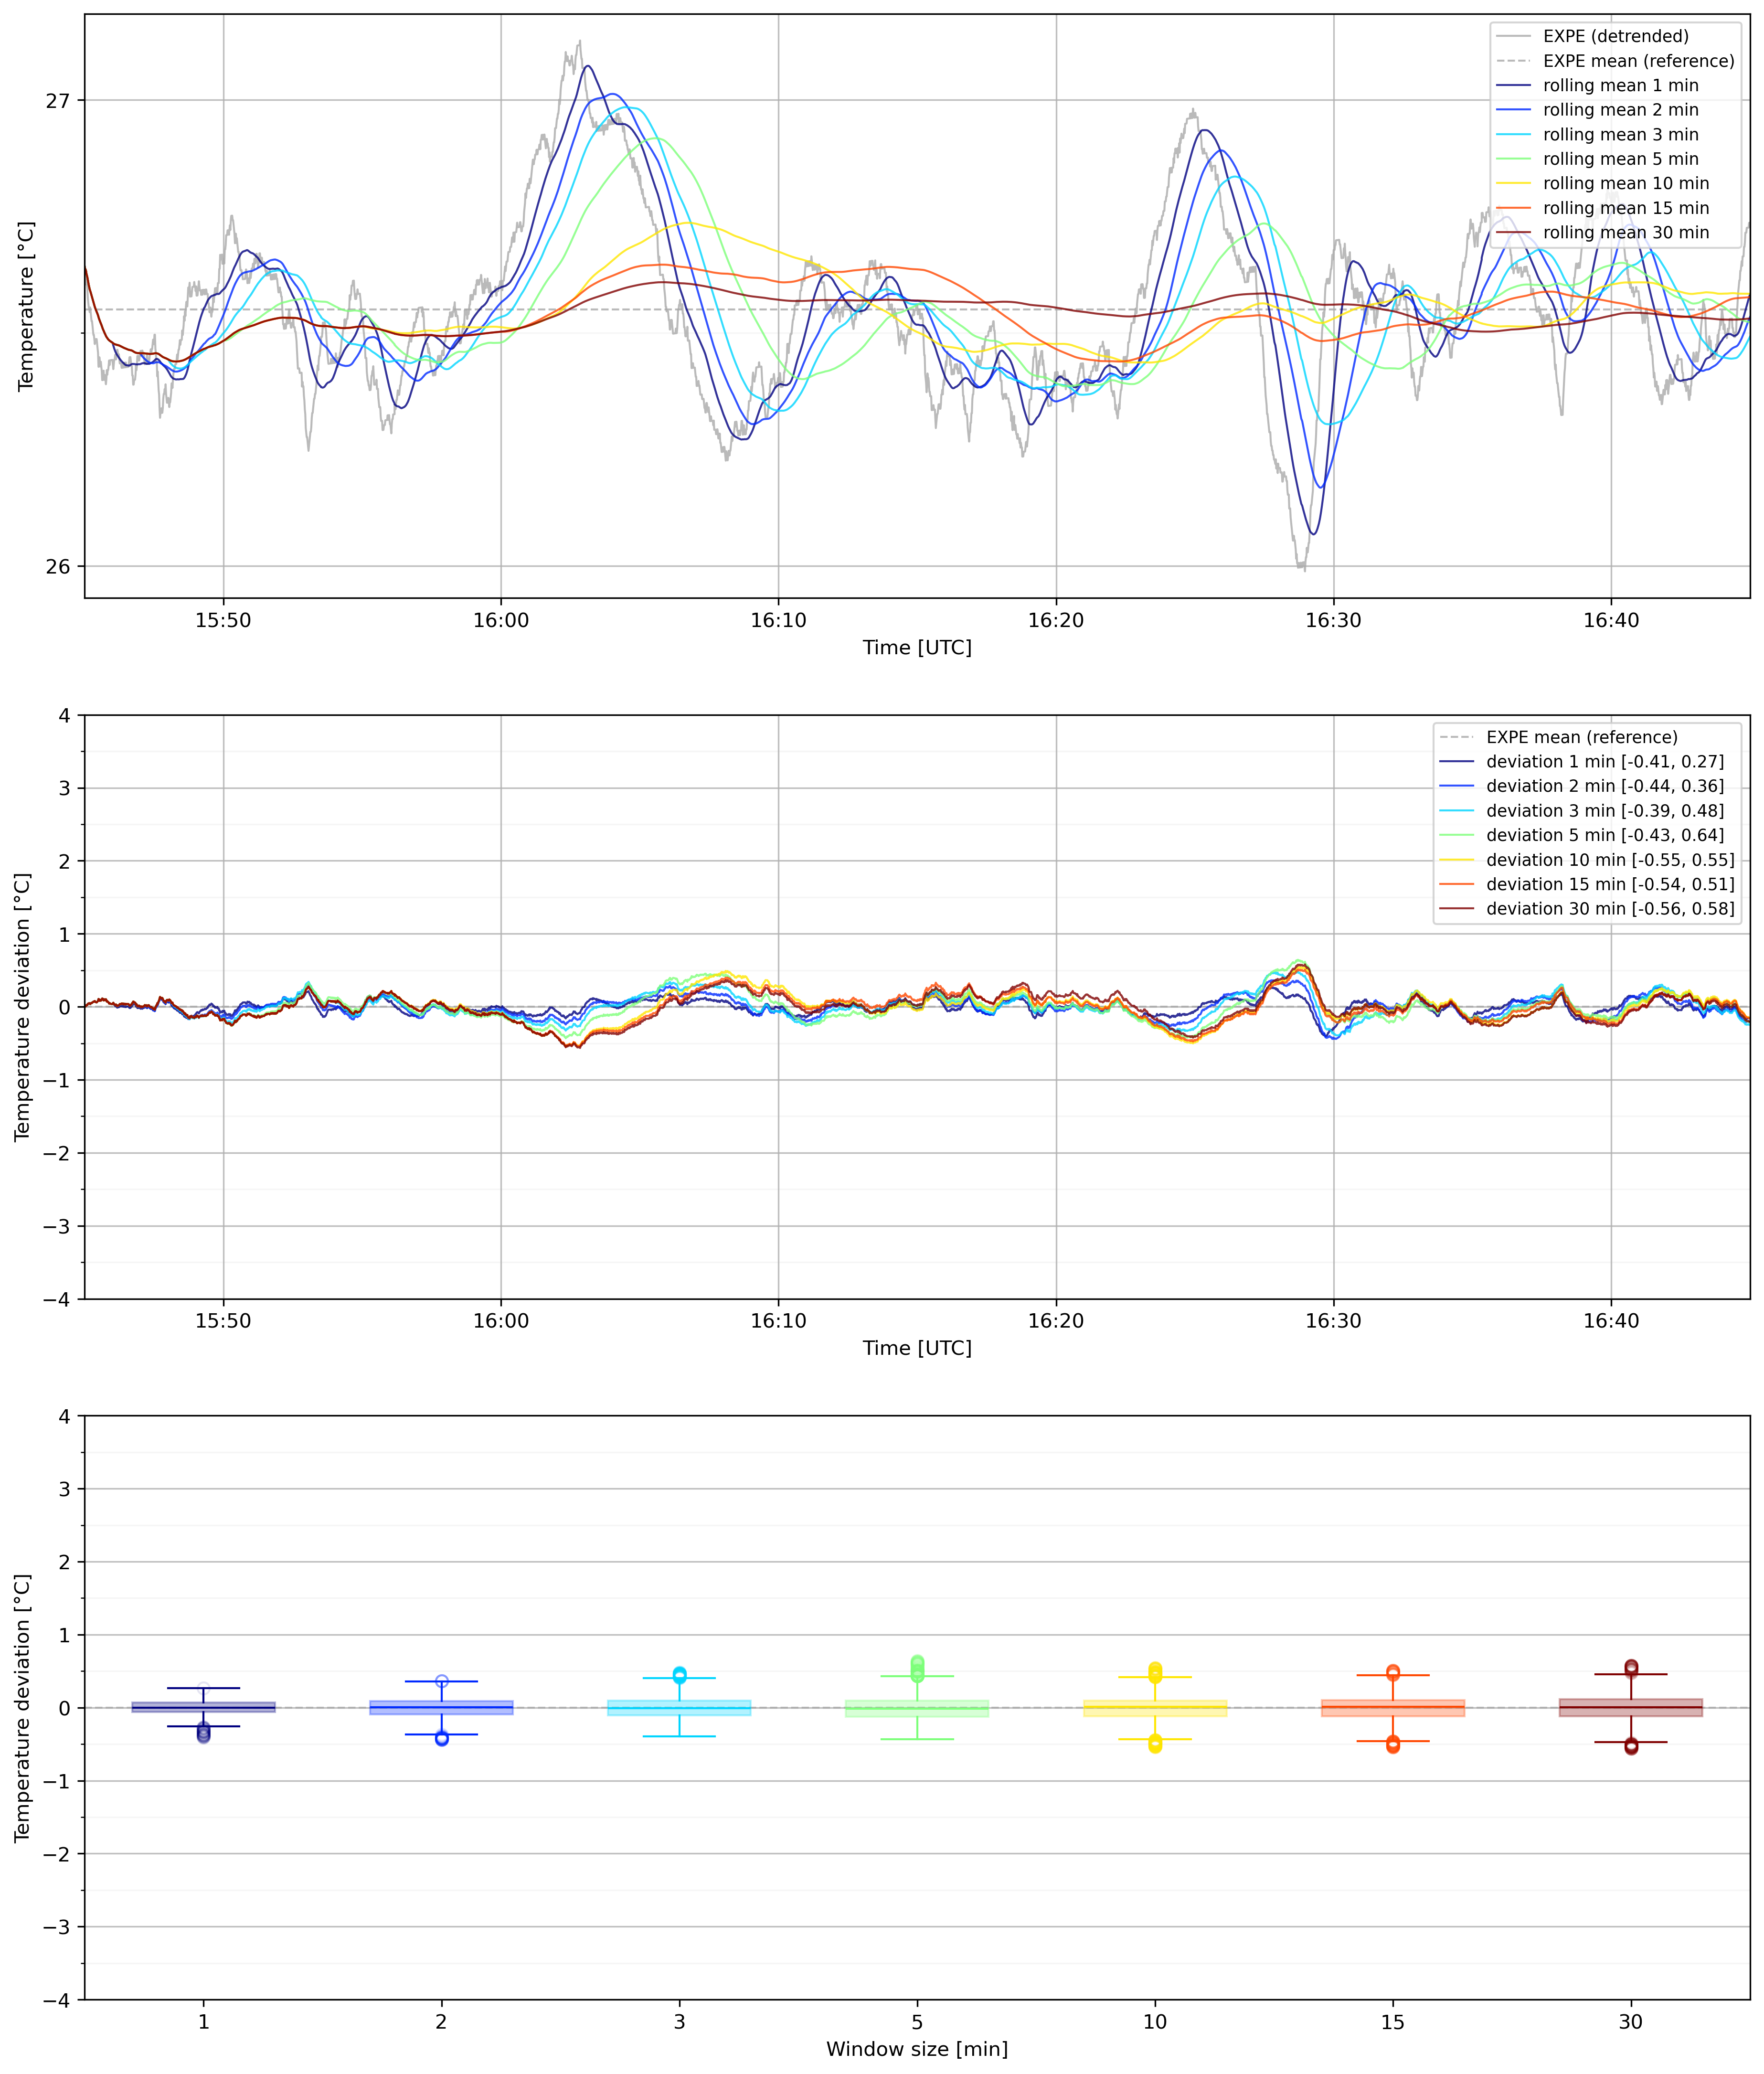 EXPE (detrended)
EXPE mean (reference)
rolling mean 1 min
rolling mean 2 min
rolling mean 3 min
rolling mean 5 min
rolling mean 10 min
rolling mean 15 min
rolling mean 30 min
27
26
Temperature [°C]
15:50 16:00 16:10 16:20 16:30 16:40
Time [UTC]
EXPE mean (reference)
deviation 1 min [-0.41, 0.27]
deviation 2 min [-0.44, 0.36]
deviation 3 min [-0.39, 0.48]
deviation 5 min [-0.43, 0.64]
deviation 10 min [-0.55, 0.55]
deviation 15 min [-0.54, 0.51]
deviation 30 min [-0.56, 0.58]
4
3
2
1
0
−1
−2
−3
−4
Temperature deviation [°C]
15:50 16:00 16:10 16:20 16:30 16:40
Time [UTC]
4
3
2
1
0
−1
−2
−3
−4
Temperature deviation [°C]
1 2 3 5 10 15 30
Window size [min]